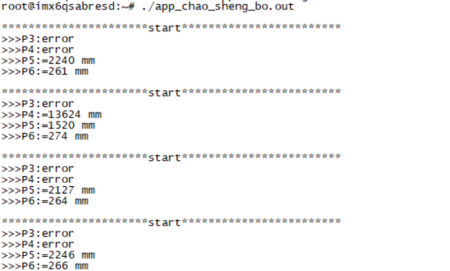 root@imx6qsabresd:~# ./app_chao_sheng_bo.out
***********************start*************************
>>>P3:error
>>>P4:error
>>>P5:=2240 mm
>>>P6:=261 mm
***********************start*************************
>>>P3:error
>>>P4:=13624 mm
>>>P5:=1520 mm
>>>P6:=274 mm
***********************start*************************
>>>P3:error
>>>P4:error
>>>P5:=2127 mm
>>>P6:=264 mm
***********************start*************************
>>>P3:error
>>>P4:error
>>>P5:=2246 mm
>>>P6:=266 mm